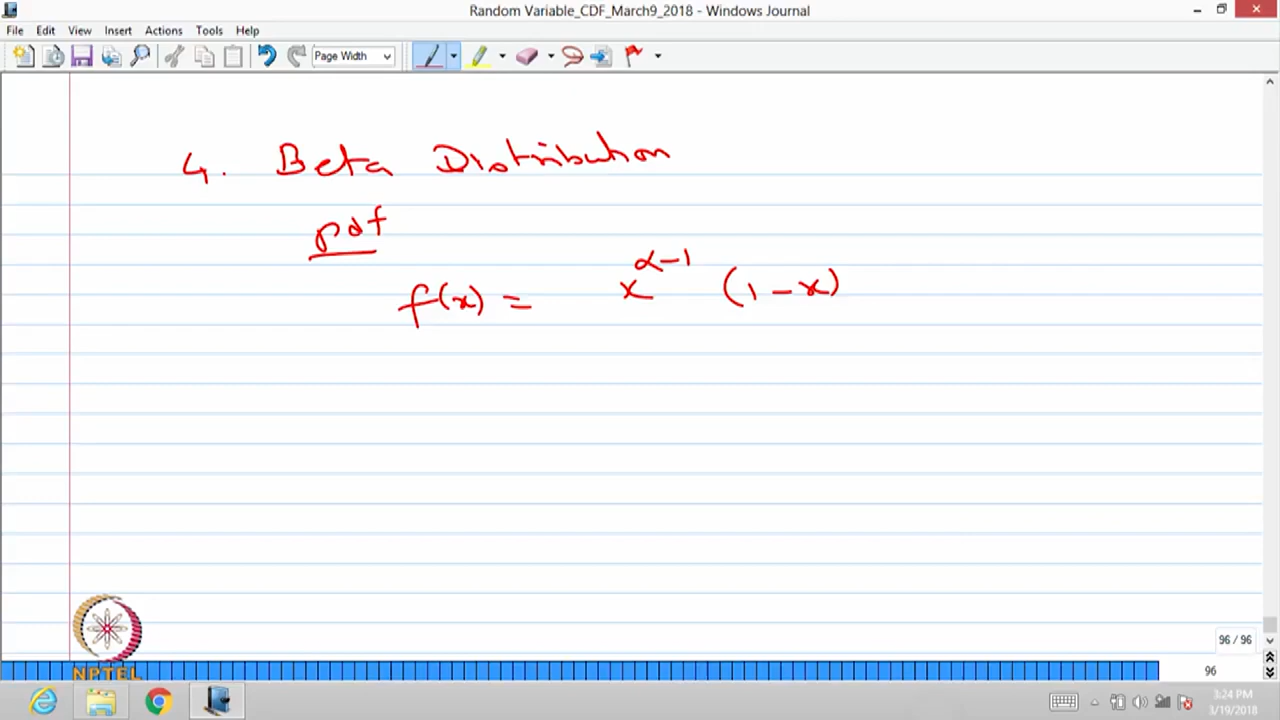 Random Variable_CDF_March9_2018 - Windows Journal
File Edit View Insert Actions Tools Help
Page Width
4. Beta Distribution
pdf
f(x) = x^{α-1} (1-x)
96 / 96
NPTEL
96
3:24 PM
3/19/2018